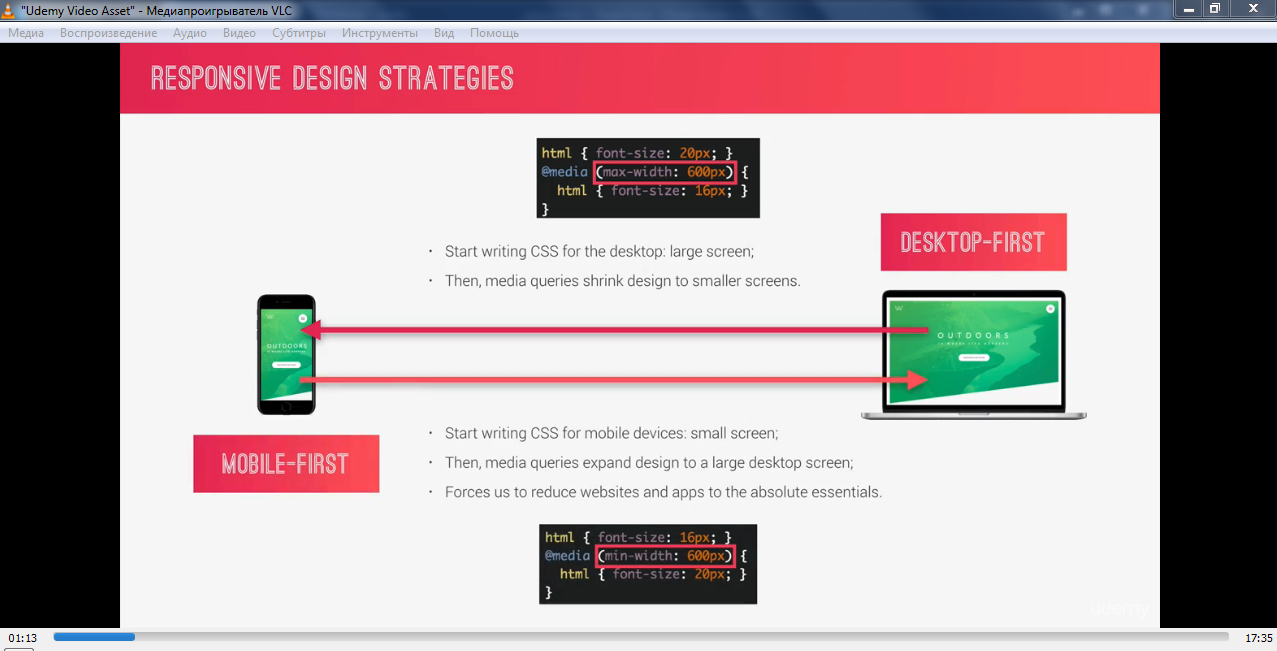 "Udemy Video Asset" - Медиапроигрыватель VLC
Медиа Воспроизведение Аудио Видео Субтитры Инструменты Вид Помощь
RESPONSIVE DESIGN STRATEGIES
html { font-size: 20px; }
@media (max-width: 600px) {
html { font-size: 16px; }
}
DESKTOP-FIRST
· Start writing CSS for the desktop: large screen;
· Then, media queries shrink design to smaller screens.
OUTDOORS
OUTDOORS
· Start writing CSS for mobile devices: small screen;
MOBILE-FIRST
· Then, media queries expand design to a large desktop screen;
· Forces us to reduce websites and apps to the absolute essentials.
html { font-size: 16px; }
@media (min-width: 600px) {
html { font-size: 20px; }
}
udemy
01:13 17:35